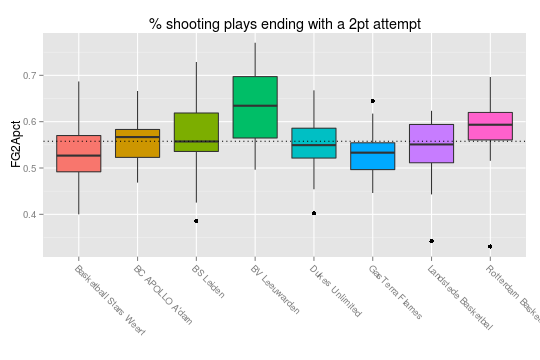 % shooting plays ending with a 2pt attempt
FG2Apct
0.7
0.6
0.5
0.4
Basketball Stars Weert
BC APOLLO A'dam
BS Leiden
BV Leeuwarden
Dukes Unlimited
GasTerra Flames
Landstede Basketbal
Rotterdam Baske